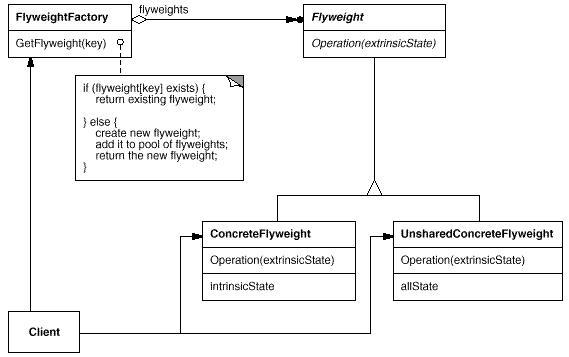 FlyweightFactory
GetFlyweight(key)
flyweights
Flyweight
Operation(extrinsicState)
if (flyweight[key] exists) {
return existing flyweight;
} else {
create new flyweight;
add it to pool of flyweights;
return the new flyweight;
}
ConcreteFlyweight
Operation(extrinsicState)
intrinsicState
UnsharedConcreteFlyweight
Operation(extrinsicState)
allState
Client